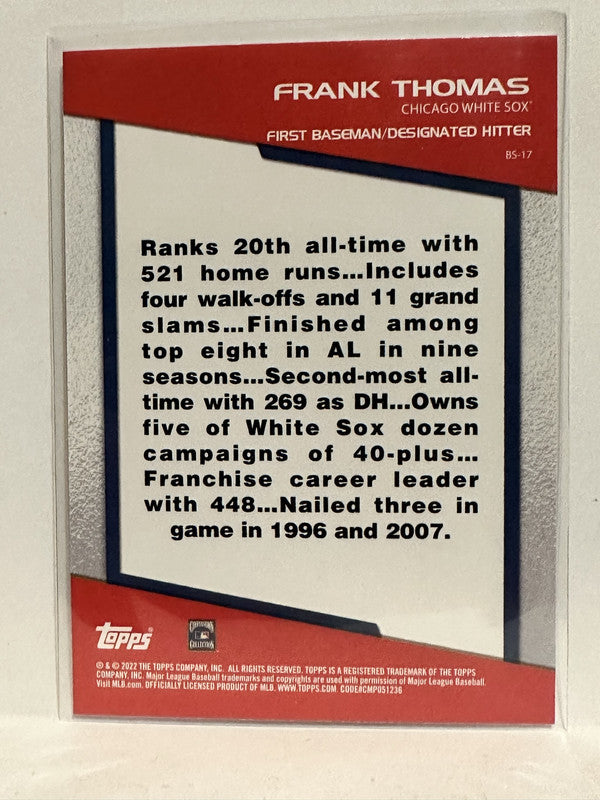 FRANK THOMAS
CHICAGO WHITE SOX
FIRST BASEMAN/DESIGNATED HITTER
BS-17
Ranks 20th all-time with
521 home runs...Includes
four walk-offs and 11 grand
slams...Finished among
top eight in AL in nine
seasons...Second-most all-
time with 269 as DH...Owns
five of White Sox dozen
campaigns of 40-plus...
Franchise career leader
with 448...Nailed three in
game in 1996 and 2007.
TOPPS
COOPERSTOWN
COLLECTION
® & © 2022 THE TOPPS COMPANY, INC. ALL RIGHTS RESERVED. TOPPS IS A REGISTERED TRADEMARK OF THE TOPPS
COMPANY, INC. Major League Baseball trademarks and copyrights are used with permission of Major League Baseball.
Visit MLB.com. OFFICIALLY LICENSED PRODUCT OF MLB. WWW.TOPPS.COM. CODE#CMP051236